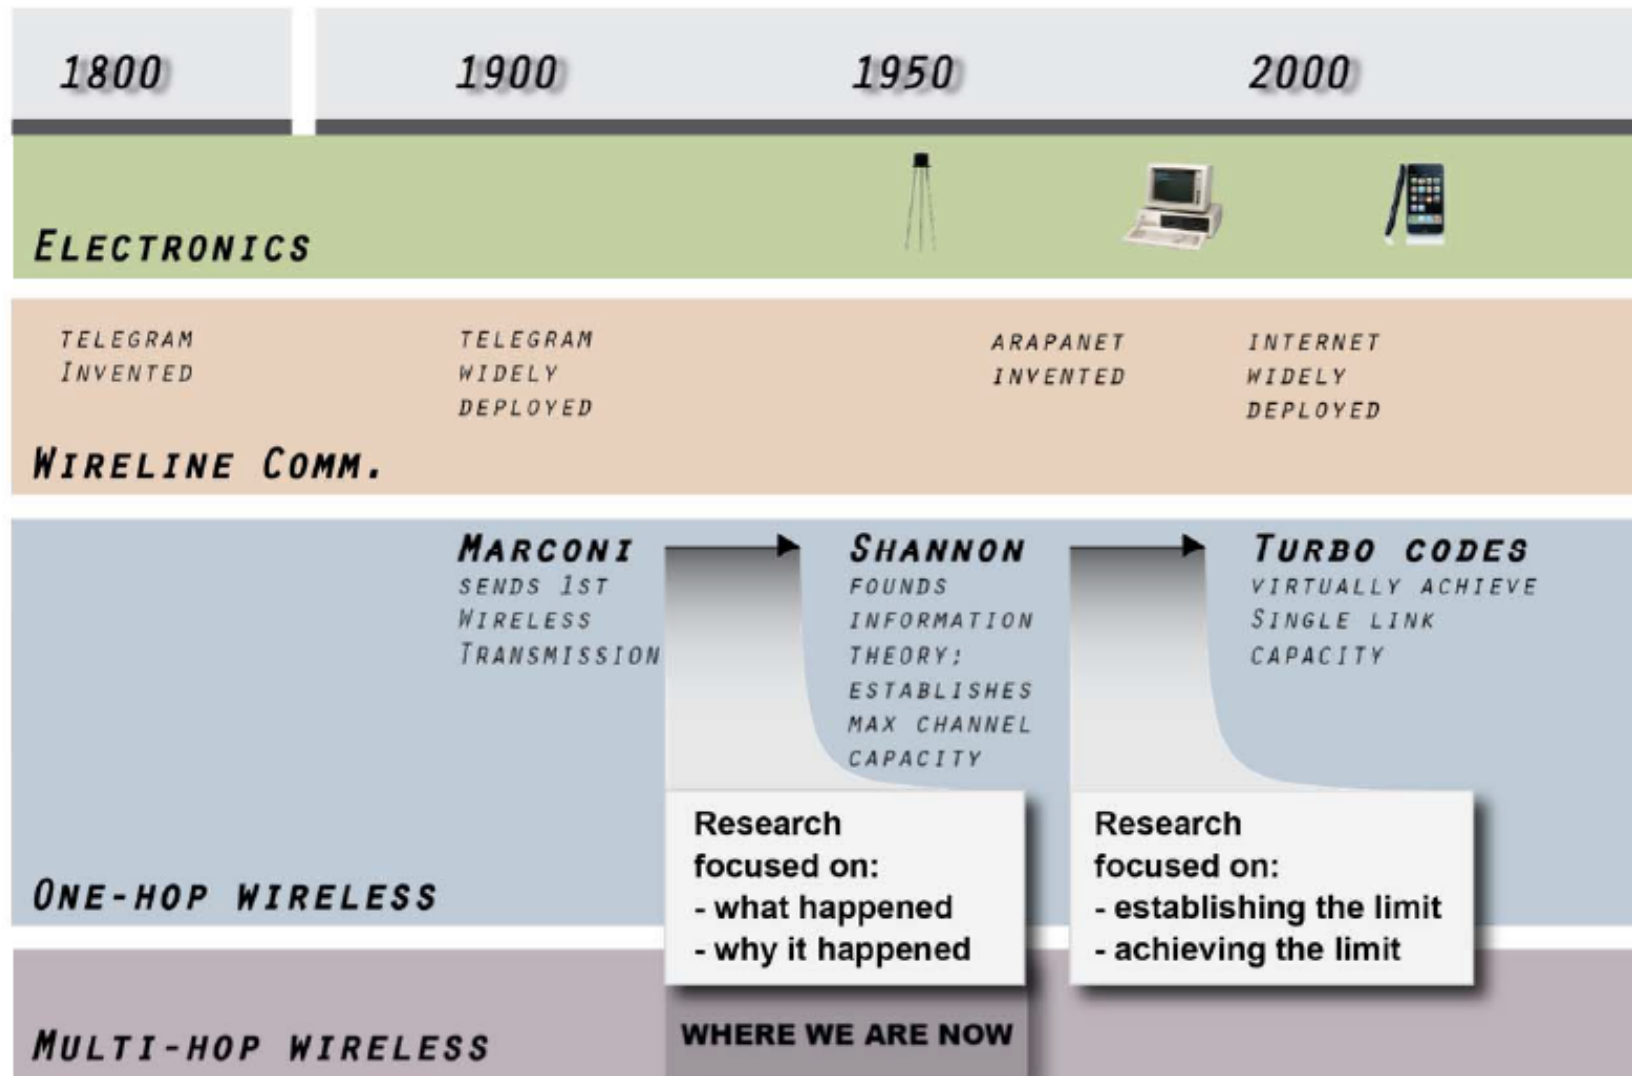 1800
1900
1950
2000
ELECTRONICS
TELEGRAM
INVENTED
TELEGRAM
WIDELY
DEPLOYED
ARAPANET
INVENTED
INTERNET
WIDELY
DEPLOYED
WIRELINE COMM.
MARCONI
SENDS 1ST
WIRELESS
TRANSMISSION
SHANNON
FOUNDS
INFORMATION
THEORY;
ESTABLISHES
MAX CHANNEL
CAPACITY
TURBO CODES
VIRTUALLY ACHIEVE
SINGLE LINK
CAPACITY
Research
focused on:
- what happened
- why it happened
Research
focused on:
- establishing the limit
- achieving the limit
ONE-HOP WIRELESS
WHERE WE ARE NOW
MULTI-HOP WIRELESS